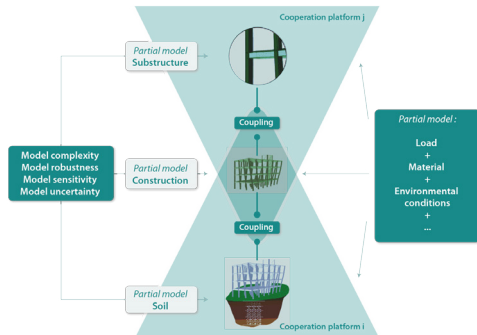 Cooperation platform j
Partial model
Substructure
Coupling
Model complexity
Model robustness
Model sensitivity
Model uncertainty
Partial model
Construction
Partial model :
Load
+
Material
+
Environmental
conditions
+
...
Coupling
Partial model
Soil
Cooperation platform i